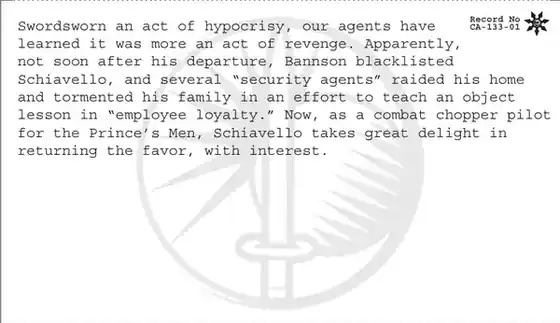 Swordsworn an act of hypocrisy, our agents have
learned it was more an act of revenge. Apparently,
not soon after his departure, Bannson blacklisted
Schiavello, and several “security agents” raided his home
and tormented his family in an effort to teach an object
lesson in “employee loyalty.” Now, as a combat chopper pilot
for the Prince’s Men, Schiavello takes great delight in
returning the favor, with interest.
Record No
CA-133-01